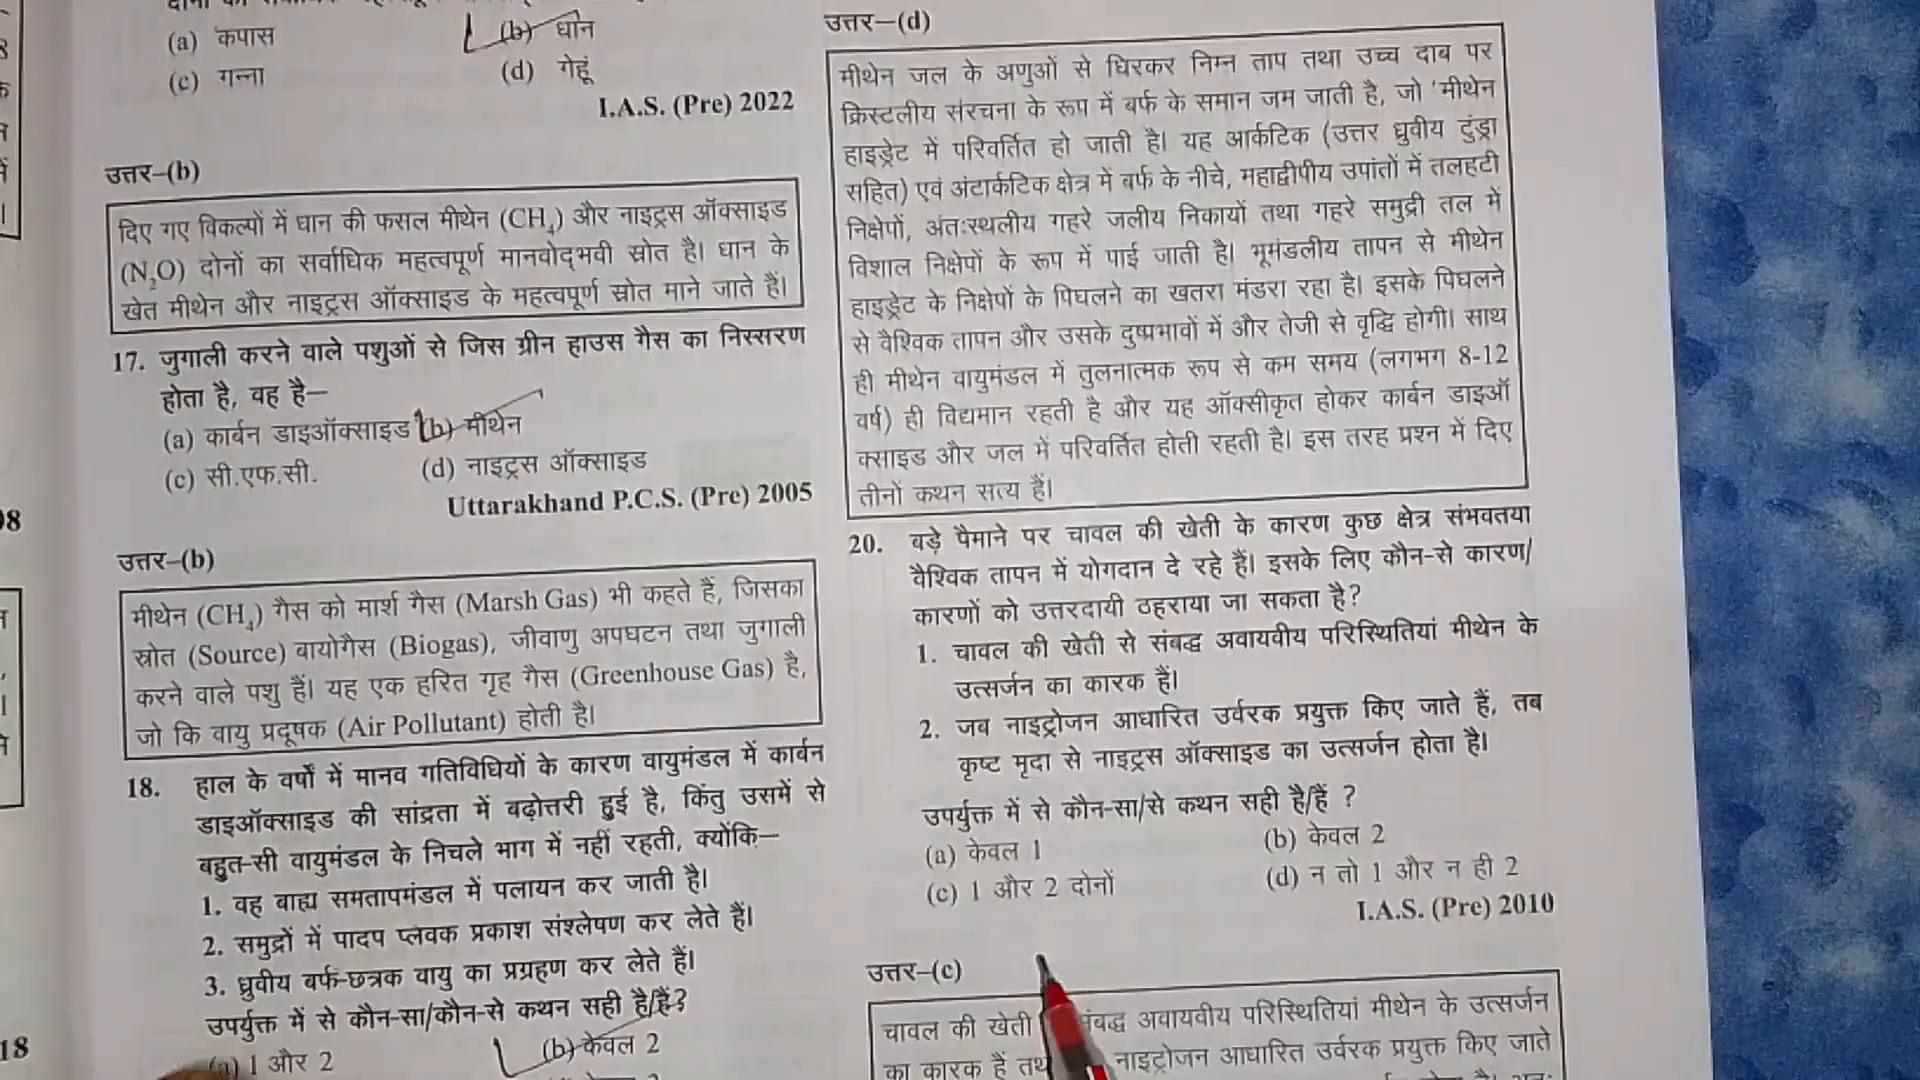 (a) कपास
(b) धान
(c) गन्ना
(d) गेहूं
I.A.S. (Pre) 2022
उत्तर–(b)
दिए गए विकल्पों में धान की फसल मीथेन (CH₄) और नाइट्रस ऑक्साइड
(N₂O) दोनों का सर्वाधिक महत्वपूर्ण मानवोद्भवी स्रोत है। धान के
खेत मीथेन और नाइट्रस ऑक्साइड के महत्वपूर्ण स्रोत माने जाते हैं।
17. जुगाली करने वाले पशुओं से जिस ग्रीन हाउस गैस का निस्सरण
होता है, वह है–
(a) कार्बन डाइऑक्साइड (b) मीथेन
(c) सी.एफ.सी. (d) नाइट्रस ऑक्साइड
Uttarakhand P.C.S. (Pre) 2005
उत्तर–(b)
मीथेन (CH₄) गैस को मार्श गैस (Marsh Gas) भी कहते हैं, जिसका
स्रोत (Source) बायोगैस (Biogas), जीवाणु अपघटन तथा जुगाली
करने वाले पशु हैं। यह एक हरित गृह गैस (Greenhouse Gas) है,
जो कि वायु प्रदूषक (Air Pollutant) होती है।
18. हाल के वर्षों में मानव गतिविधियों के कारण वायुमंडल में कार्बन
डाइऑक्साइड की सांद्रता में बढ़ोत्तरी हुई है, किंतु उसमें से
बहुत-सी वायुमंडल के निचले भाग में नहीं रहती, क्योंकि–
1. वह बाह्य समतापमंडल में पलायन कर जाती है।
2. समुद्रों में पादप प्लवक प्रकाश संश्लेषण कर लेते हैं।
3. ध्रुवीय बर्फ-छत्रक वायु का प्रग्रहण कर लेते हैं।
उपर्युक्त में से कौन-सा/कौन-से कथन सही है/हैं?
(a) 1 और 2
(b) केवल 2
उत्तर–(d)
मीथेन जल के अणुओं से घिरकर निम्न ताप तथा उच्च दाब पर
क्रिस्टलीय संरचना के रूप में बर्फ के समान जम जाती है, जो 'मीथेन
हाइड्रेट में परिवर्तित हो जाती है। यह आर्कटिक (उत्तर ध्रुवीय टुंड्रा
सहित) एवं अंटार्कटिक क्षेत्र में बर्फ के नीचे, महाद्वीपीय उपांतों में तलहटी
निक्षेपों, अंतःस्थलीय गहरे जलीय निकायों तथा गहरे समुद्री तल में
विशाल निक्षेपों के रूप में पाई जाती है। भूमंडलीय तापन से मीथेन
हाइड्रेट के निक्षेपों के पिघलने का खतरा मंडरा रहा है। इसके पिघलने
से वैश्विक तापन और उसके दुष्प्रभावों में और तेजी से वृद्धि होगी। साथ
ही मीथेन वायुमंडल में तुलनात्मक रूप से कम समय (लगभग 8-12
वर्ष) ही विद्यमान रहती है और यह ऑक्सीकृत होकर कार्बन डाइऑ
क्साइड और जल में परिवर्तित होती रहती है। इस तरह प्रश्न में दिए
तीनों कथन सत्य हैं।
20. बड़े पैमाने पर चावल की खेती के कारण कुछ क्षेत्र संभवतया
वैश्विक तापन में योगदान दे रहे हैं। इसके लिए कौन-से कारण/
कारणों को उत्तरदायी ठहराया जा सकता है?
1. चावल की खेती से संबद्ध अवायवीय परिस्थितियां मीथेन के
उत्सर्जन का कारक हैं।
2. जब नाइट्रोजन आधारित उर्वरक प्रयुक्त किए जाते हैं, तब
कृष्ट मृदा से नाइट्रस ऑक्साइड का उत्सर्जन होता है।
उपर्युक्त में से कौन-सा/से कथन सही है/हैं ?
(a) केवल 1 (b) केवल 2
(c) 1 और 2 दोनों (d) न तो 1 और न ही 2
I.A.S. (Pre) 2010
उत्तर–(c)
चावल की खेती संबद्ध अवायवीय परिस्थितियां मीथेन के उत्सर्जन
का कारक हैं नाइट्रोजन आधारित उर्वरक प्रयुक्त किए जाते
18